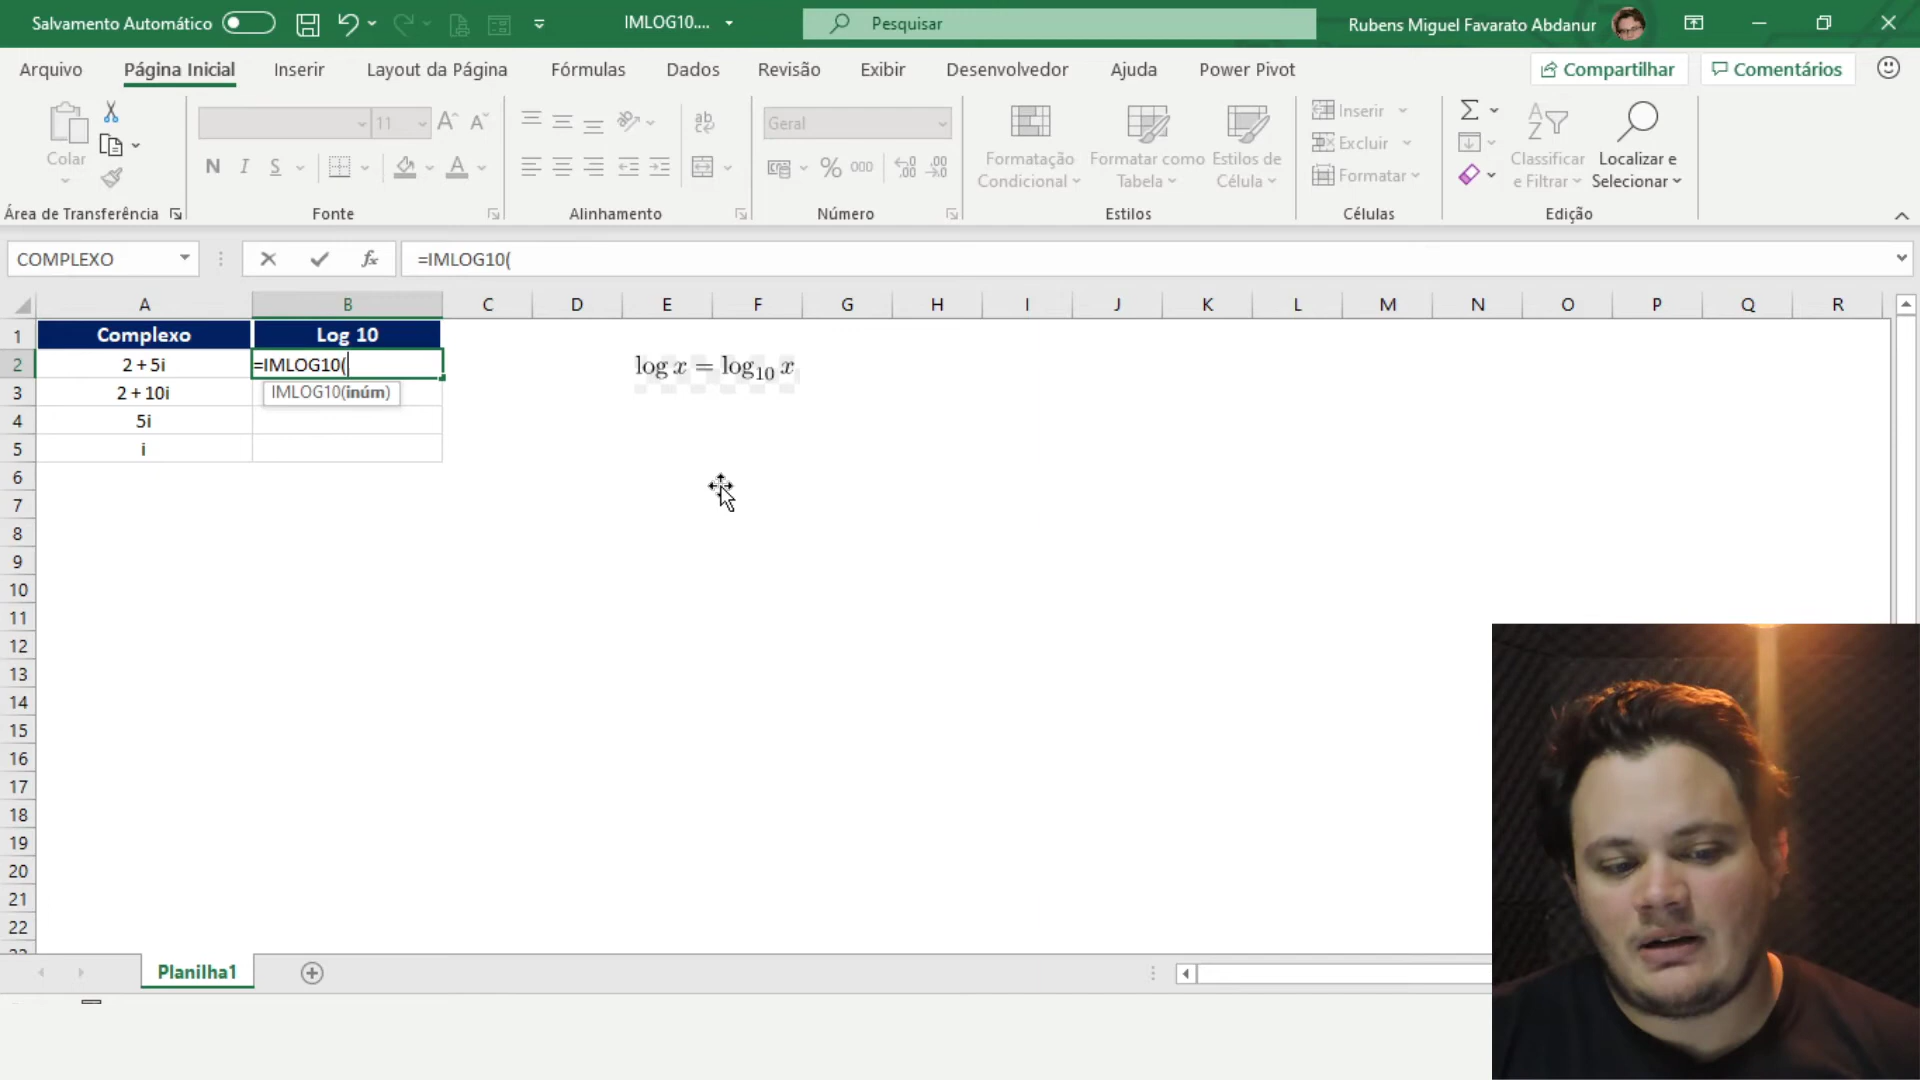 Salvamento Automático
IMLOG10....
Pesquisar
Rubens Miguel Favarato Abdanur
Arquivo Página Inicial Inserir Layout da Página Fórmulas Dados Revisão Exibir Desenvolvedor Ajuda Power Pivot Compartilhar Comentários
Colar
Área de Transferência
11
N I S
Fonte
ab
Alinhamento
Geral
% 000
Número
Formatação Condicional
Formatar como Tabela
Estilos de Célula
Estilos
Inserir
Excluir
Formatar
Células
Classificar e Filtrar
Localizar e Selecionar
Edição
COMPLEXO fx =IMLOG10(
A B C D E F G H I J K L M N O P Q R
1 Complexo Log 10
2 2 + 5i =IMLOG10( log x = log10 x
3 2 + 10i IMLOG10(inúm)
4 5i
5 i
6
7
8
9
10
11
12
13
14
15
16
17
18
19
20
21
22
Planilha1